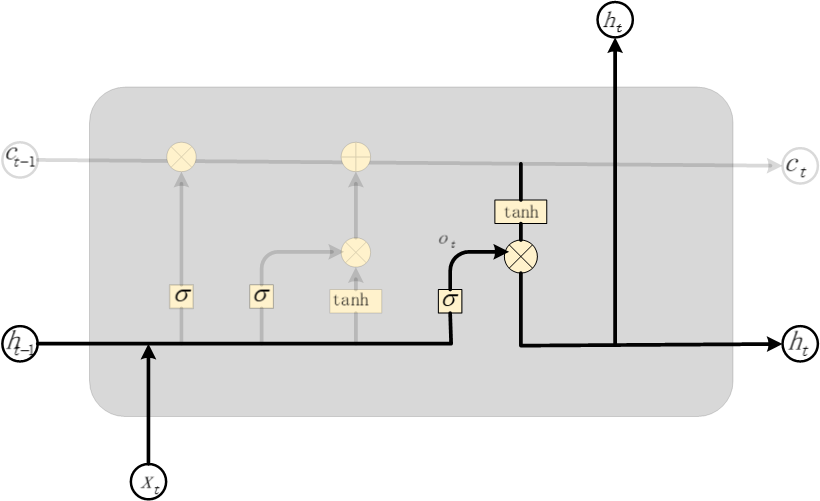 h_t
c_{t-1}
c_t
tanh
o_t
σ
σ
tanh
σ
h_{t-1}
h_t
x_t